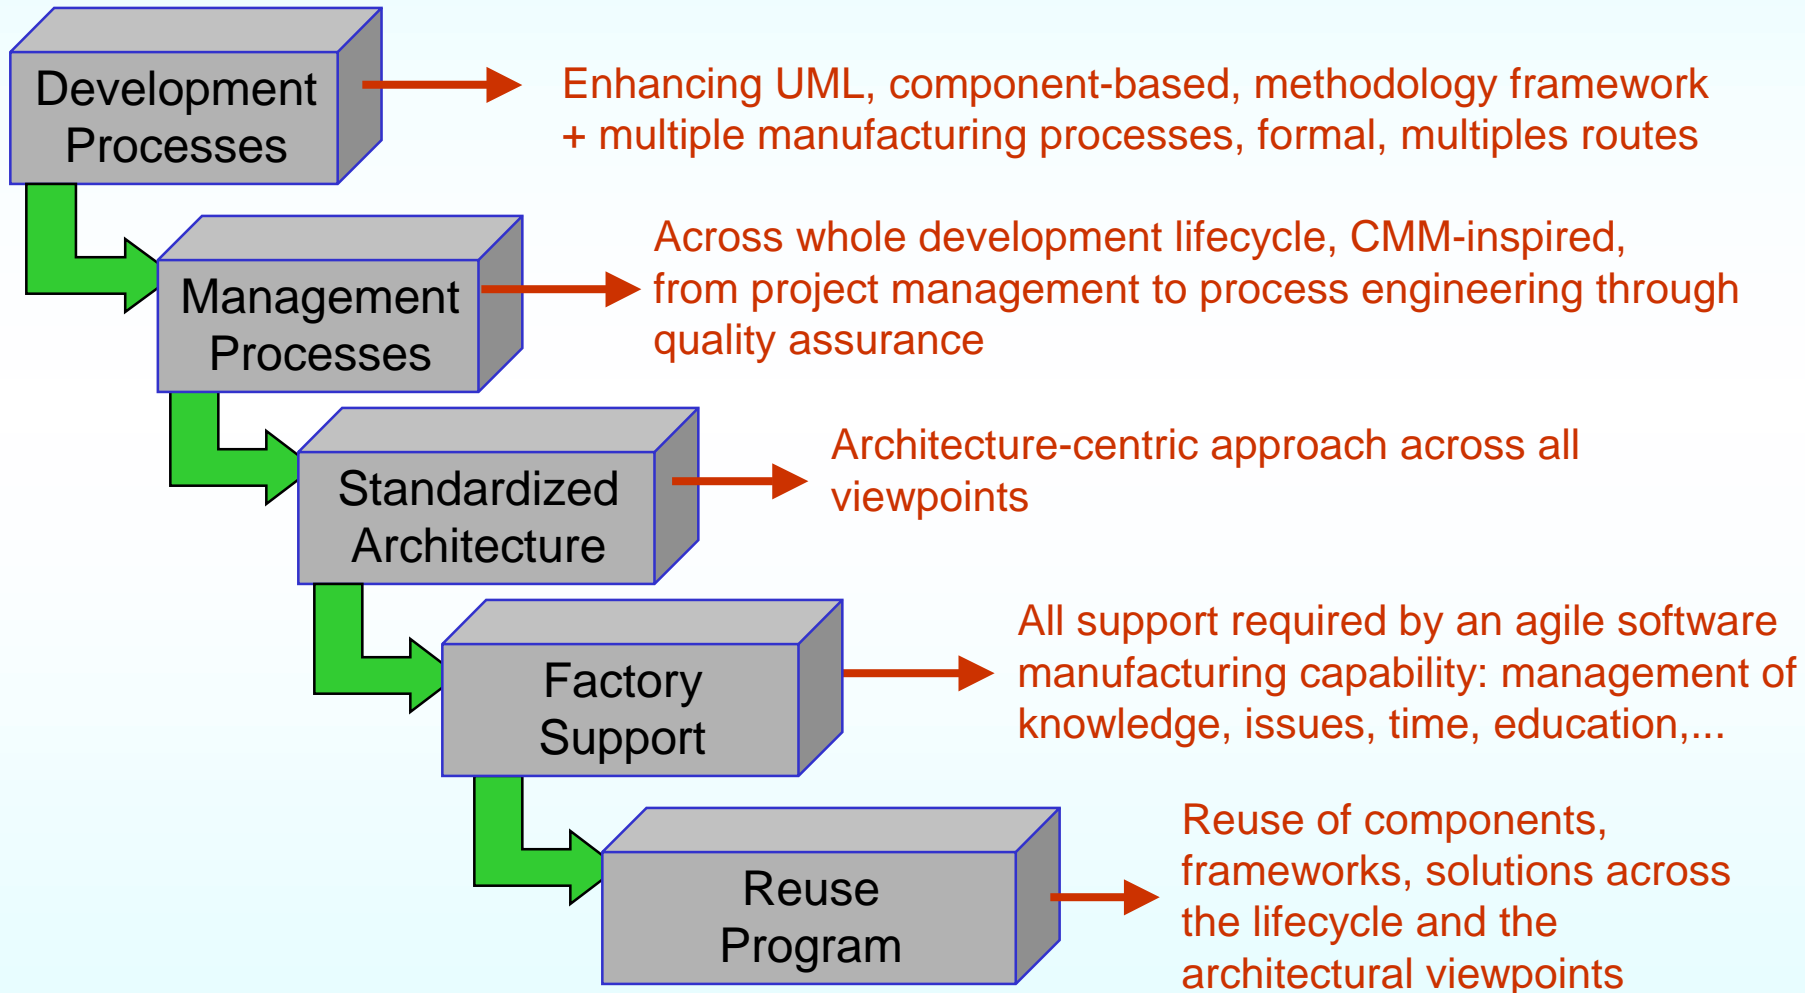 Development
Processes
Enhancing UML, component-based, methodology framework
+ multiple manufacturing processes, formal, multiples routes
Management
Processes
Across whole development lifecycle, CMM-inspired,
from project management to process engineering through
quality assurance
Standardized
Architecture
Architecture-centric approach across all
viewpoints
Factory
Support
All support required by an agile software
manufacturing capability: management of
knowledge, issues, time, education,...
Reuse
Program
Reuse of components,
frameworks, solutions across
the lifecycle and the
architectural viewpoints